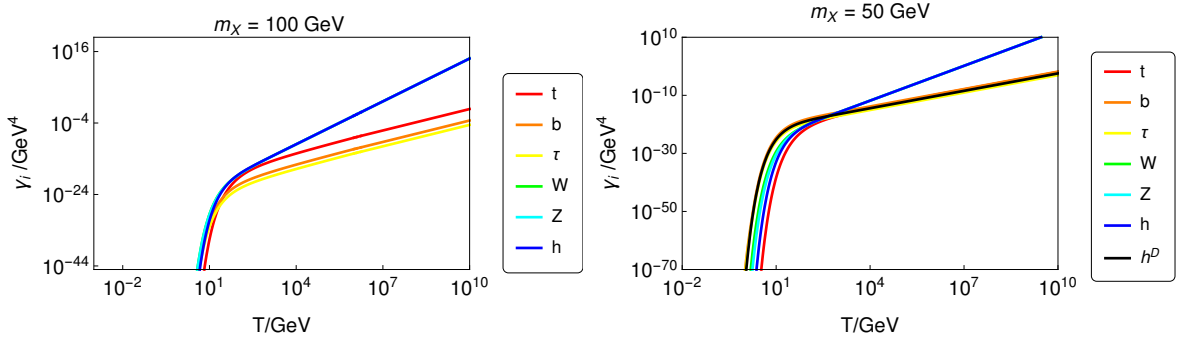 m_X = 100 GeV
γ_i /GeV^4
10^16
10^-4
10^-24
10^-44
10^-2
10^1
10^4
10^7
10^10
T/GeV
t
b
τ
W
Z
h
m_X = 50 GeV
γ_i /GeV^4
10^10
10^-10
10^-30
10^-50
10^-70
10^-2
10^1
10^4
10^7
10^10
T/GeV
t
b
τ
W
Z
h
h^D